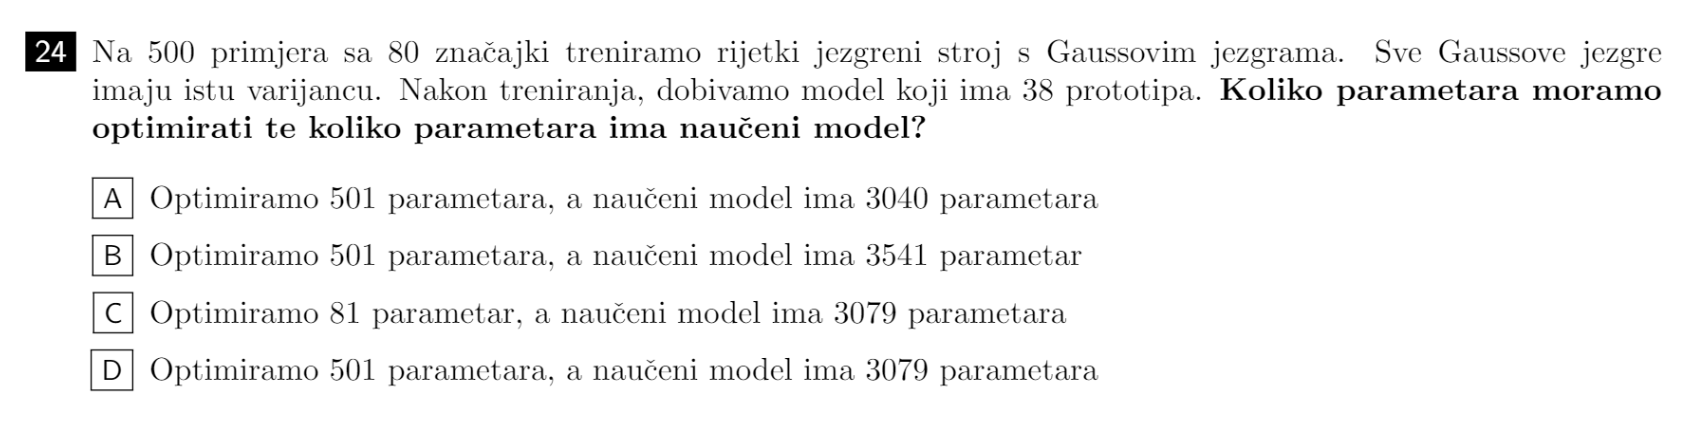 24 Na 500 primjera sa 80 značajki treniramo rijetki jezgreni stroj s Gaussovim jezgrama. Sve Gaussove jezgre
imaju istu varijancu. Nakon treniranja, dobivamo model koji ima 38 prototipa. Koliko parametara moramo
optimirati te koliko parametara ima naučeni model?
A Optimiramo 501 parametara, a naučeni model ima 3040 parametara
B Optimiramo 501 parametara, a naučeni model ima 3541 parametar
C Optimiramo 81 parametar, a naučeni model ima 3079 parametara
D Optimiramo 501 parametara, a naučeni model ima 3079 parametara